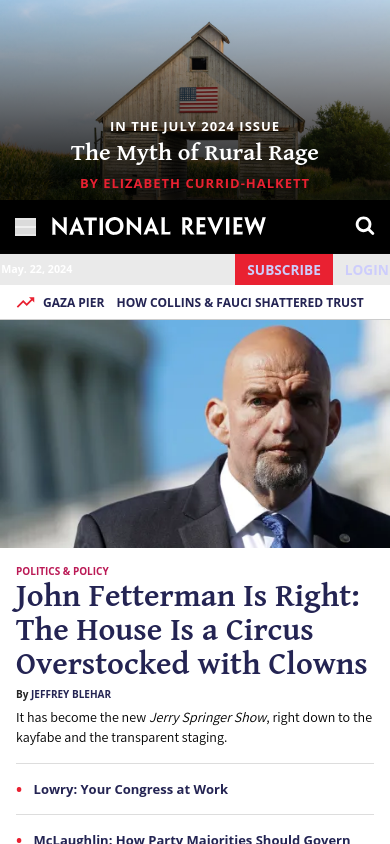 IN THE JULY 2024 ISSUE
The Myth of Rural Rage
BY ELIZABETH CURRID-HALKETT
NATIONAL REVIEW
May. 22, 2024
SUBSCRIBE
LOGIN
GAZA PIER HOW COLLINS & FAUCI SHATTERED TRUST
POLITICS & POLICY
John Fetterman Is Right:
The House Is a Circus
Overstocked with Clowns
By JEFFREY BLEHAR
It has become the new Jerry Springer Show, right down to the
kayfabe and the transparent staging.
Lowry: Your Congress at Work
McLaughlin: How Party Majorities Should Govern